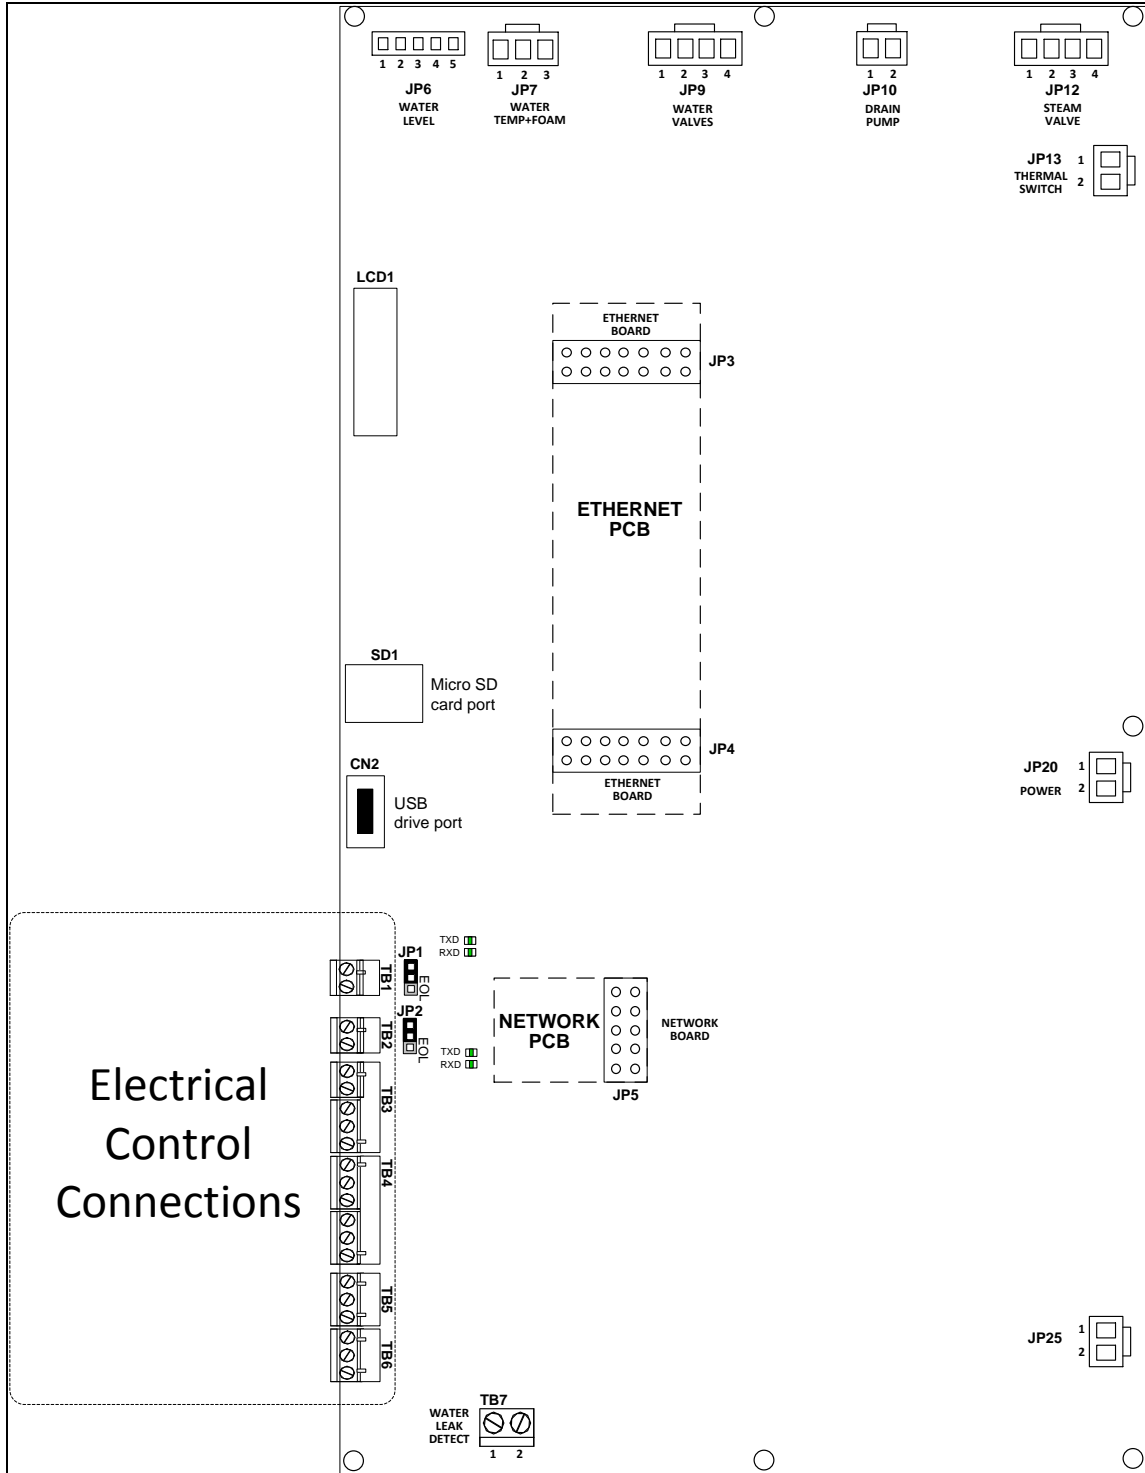 1 2 3 4 5
JP6
WATER
LEVEL
1 2 3
JP7
WATER
TEMP+FOAM
1 2 3 4
JP9
WATER
VALVES
1 2
JP10
DRAIN
PUMP
1 2 3 4
JP12
STEAM
VALVE
JP13
THERMAL
SWITCH
1
2
LCD1
ETHERNET
BOARD
JP3
ETHERNET
PCB
SD1
Micro SD
card port
JP4
ETHERNET
BOARD
CN2
USB
drive port
JP20
POWER
1
2
Electrical
Control
Connections
TB1
JP1
EOL
TXD
RXD
TB2
JP2
EOL
TXD
RXD
NETWORK
PCB
NETWORK
BOARD
JP5
TB3
TB4
TB5
TB6
JP25
1
2
TB7
WATER
LEAK
DETECT
1 2